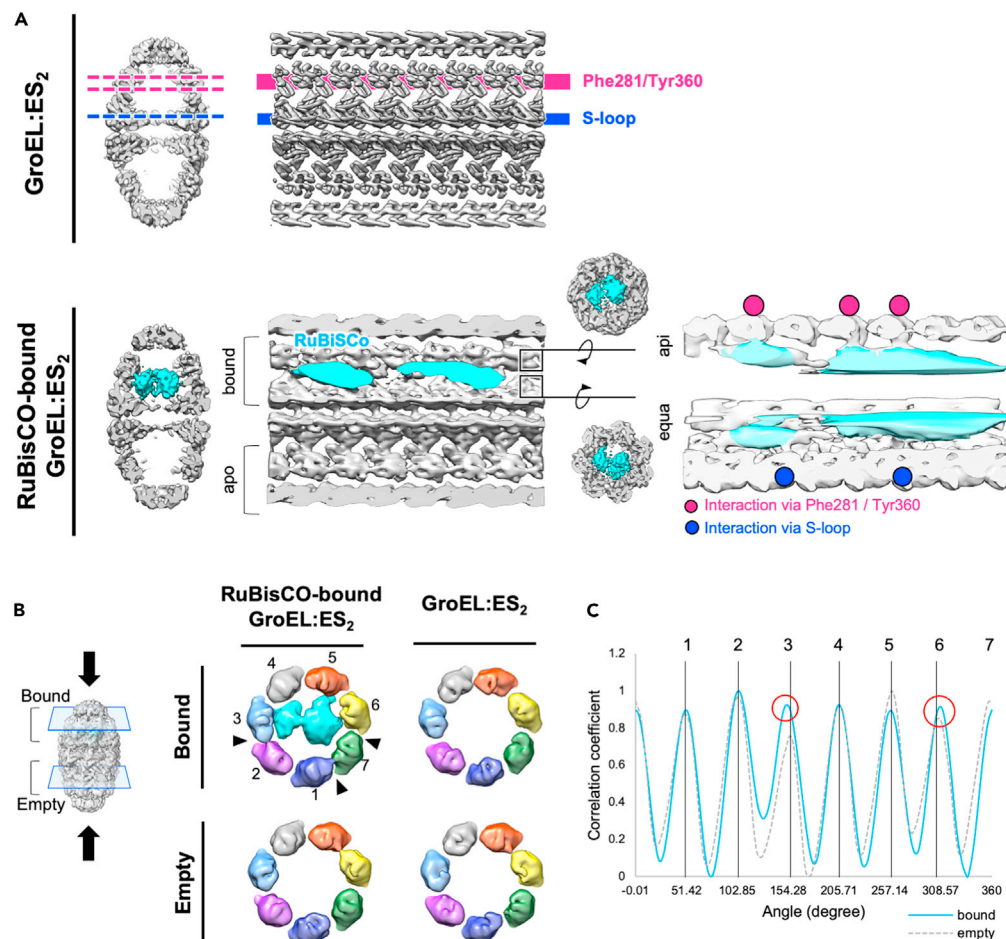 A
GroEL:ES₂
Phe281/Tyr360
S-loop
RuBisCO-bound
GroEL:ES₂
bound
apo
RuBiSCo
api
equa
Interaction via Phe281 / Tyr360
Interaction via S-loop
B
RuBisCO-bound
GroEL:ES₂
GroEL:ES₂
Bound
Empty
Bound
4
5
3
6
2
7
1
Empty
C
1 2 3 4 5 6 7
Correlation coefficient
1.2
1
0.8
0.6
0.4
0.2
0
-0.01 51.42 102.85 154.28 205.71 257.14 308.57 360
Angle (degree)
bound
empty